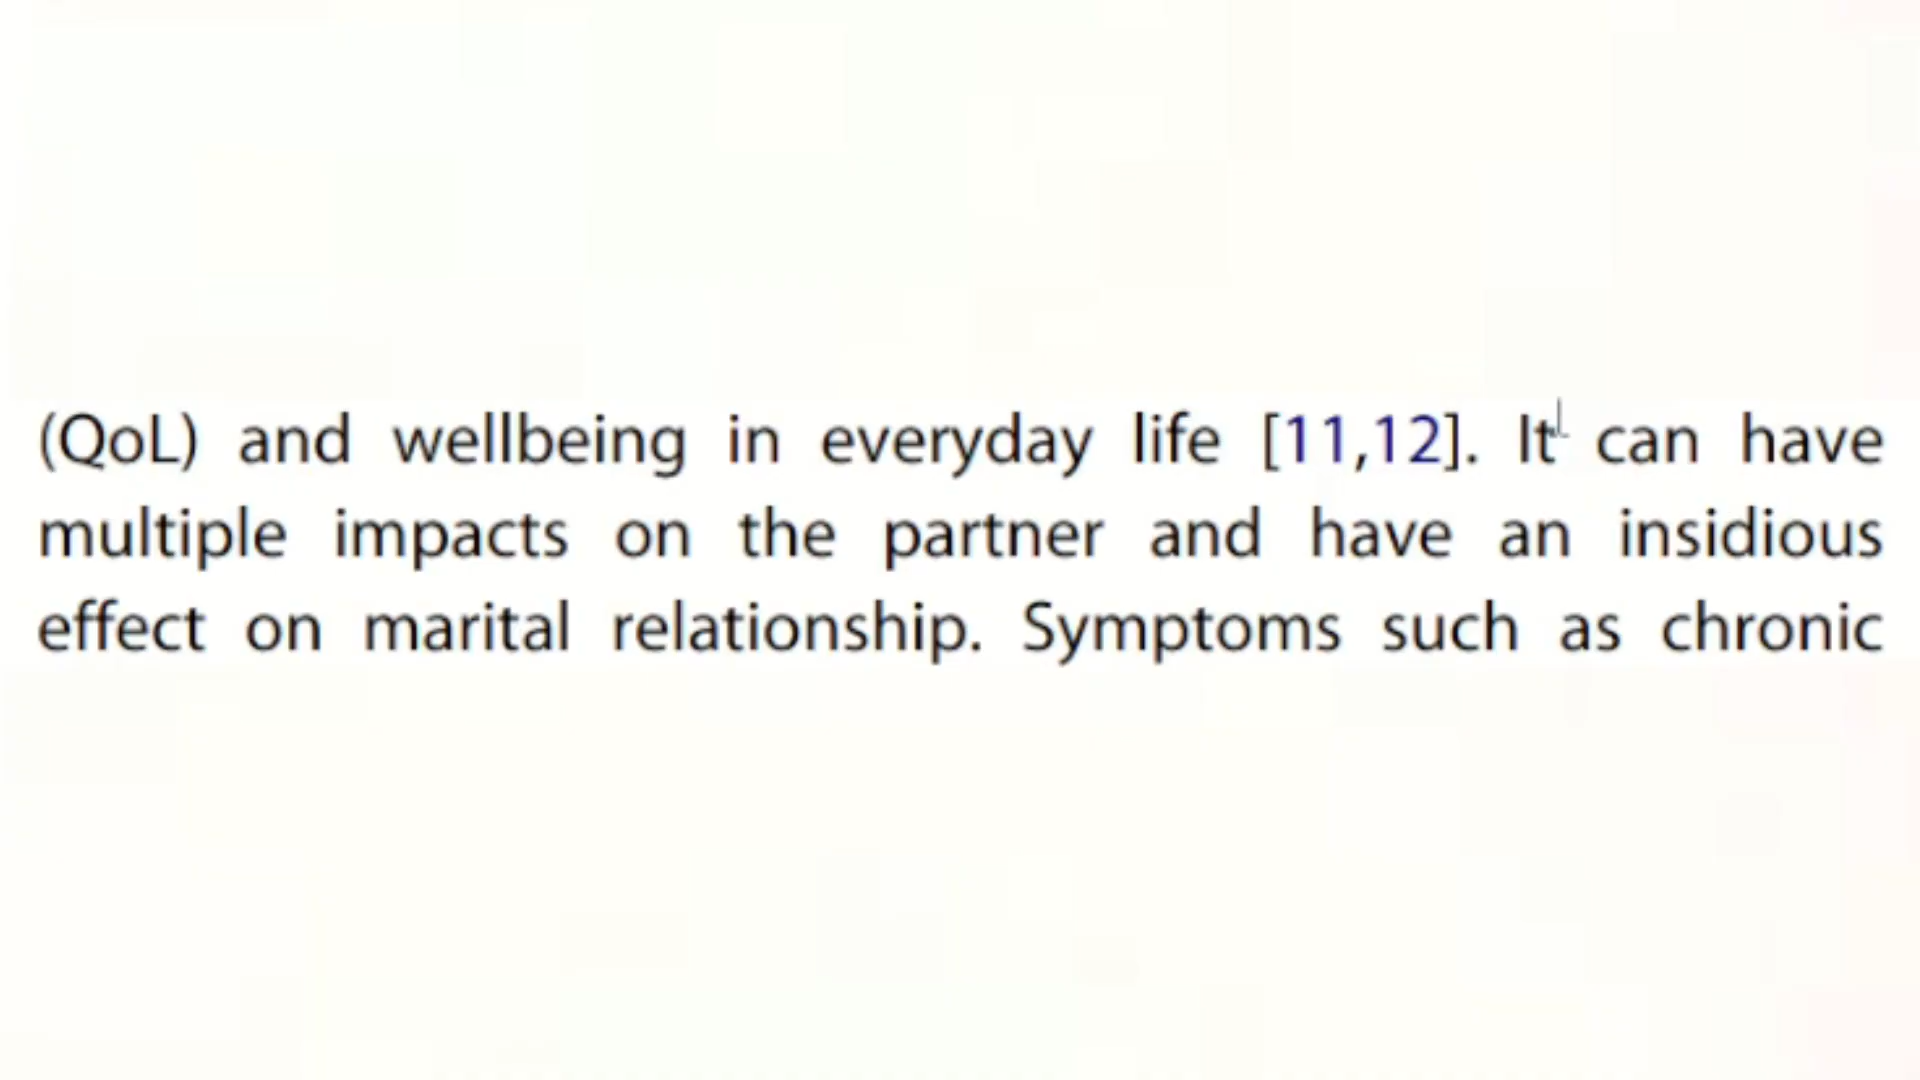 (QoL) and wellbeing in everyday life [11,12]. It can have
multiple impacts on the partner and have an insidious
effect on marital relationship. Symptoms such as chronic